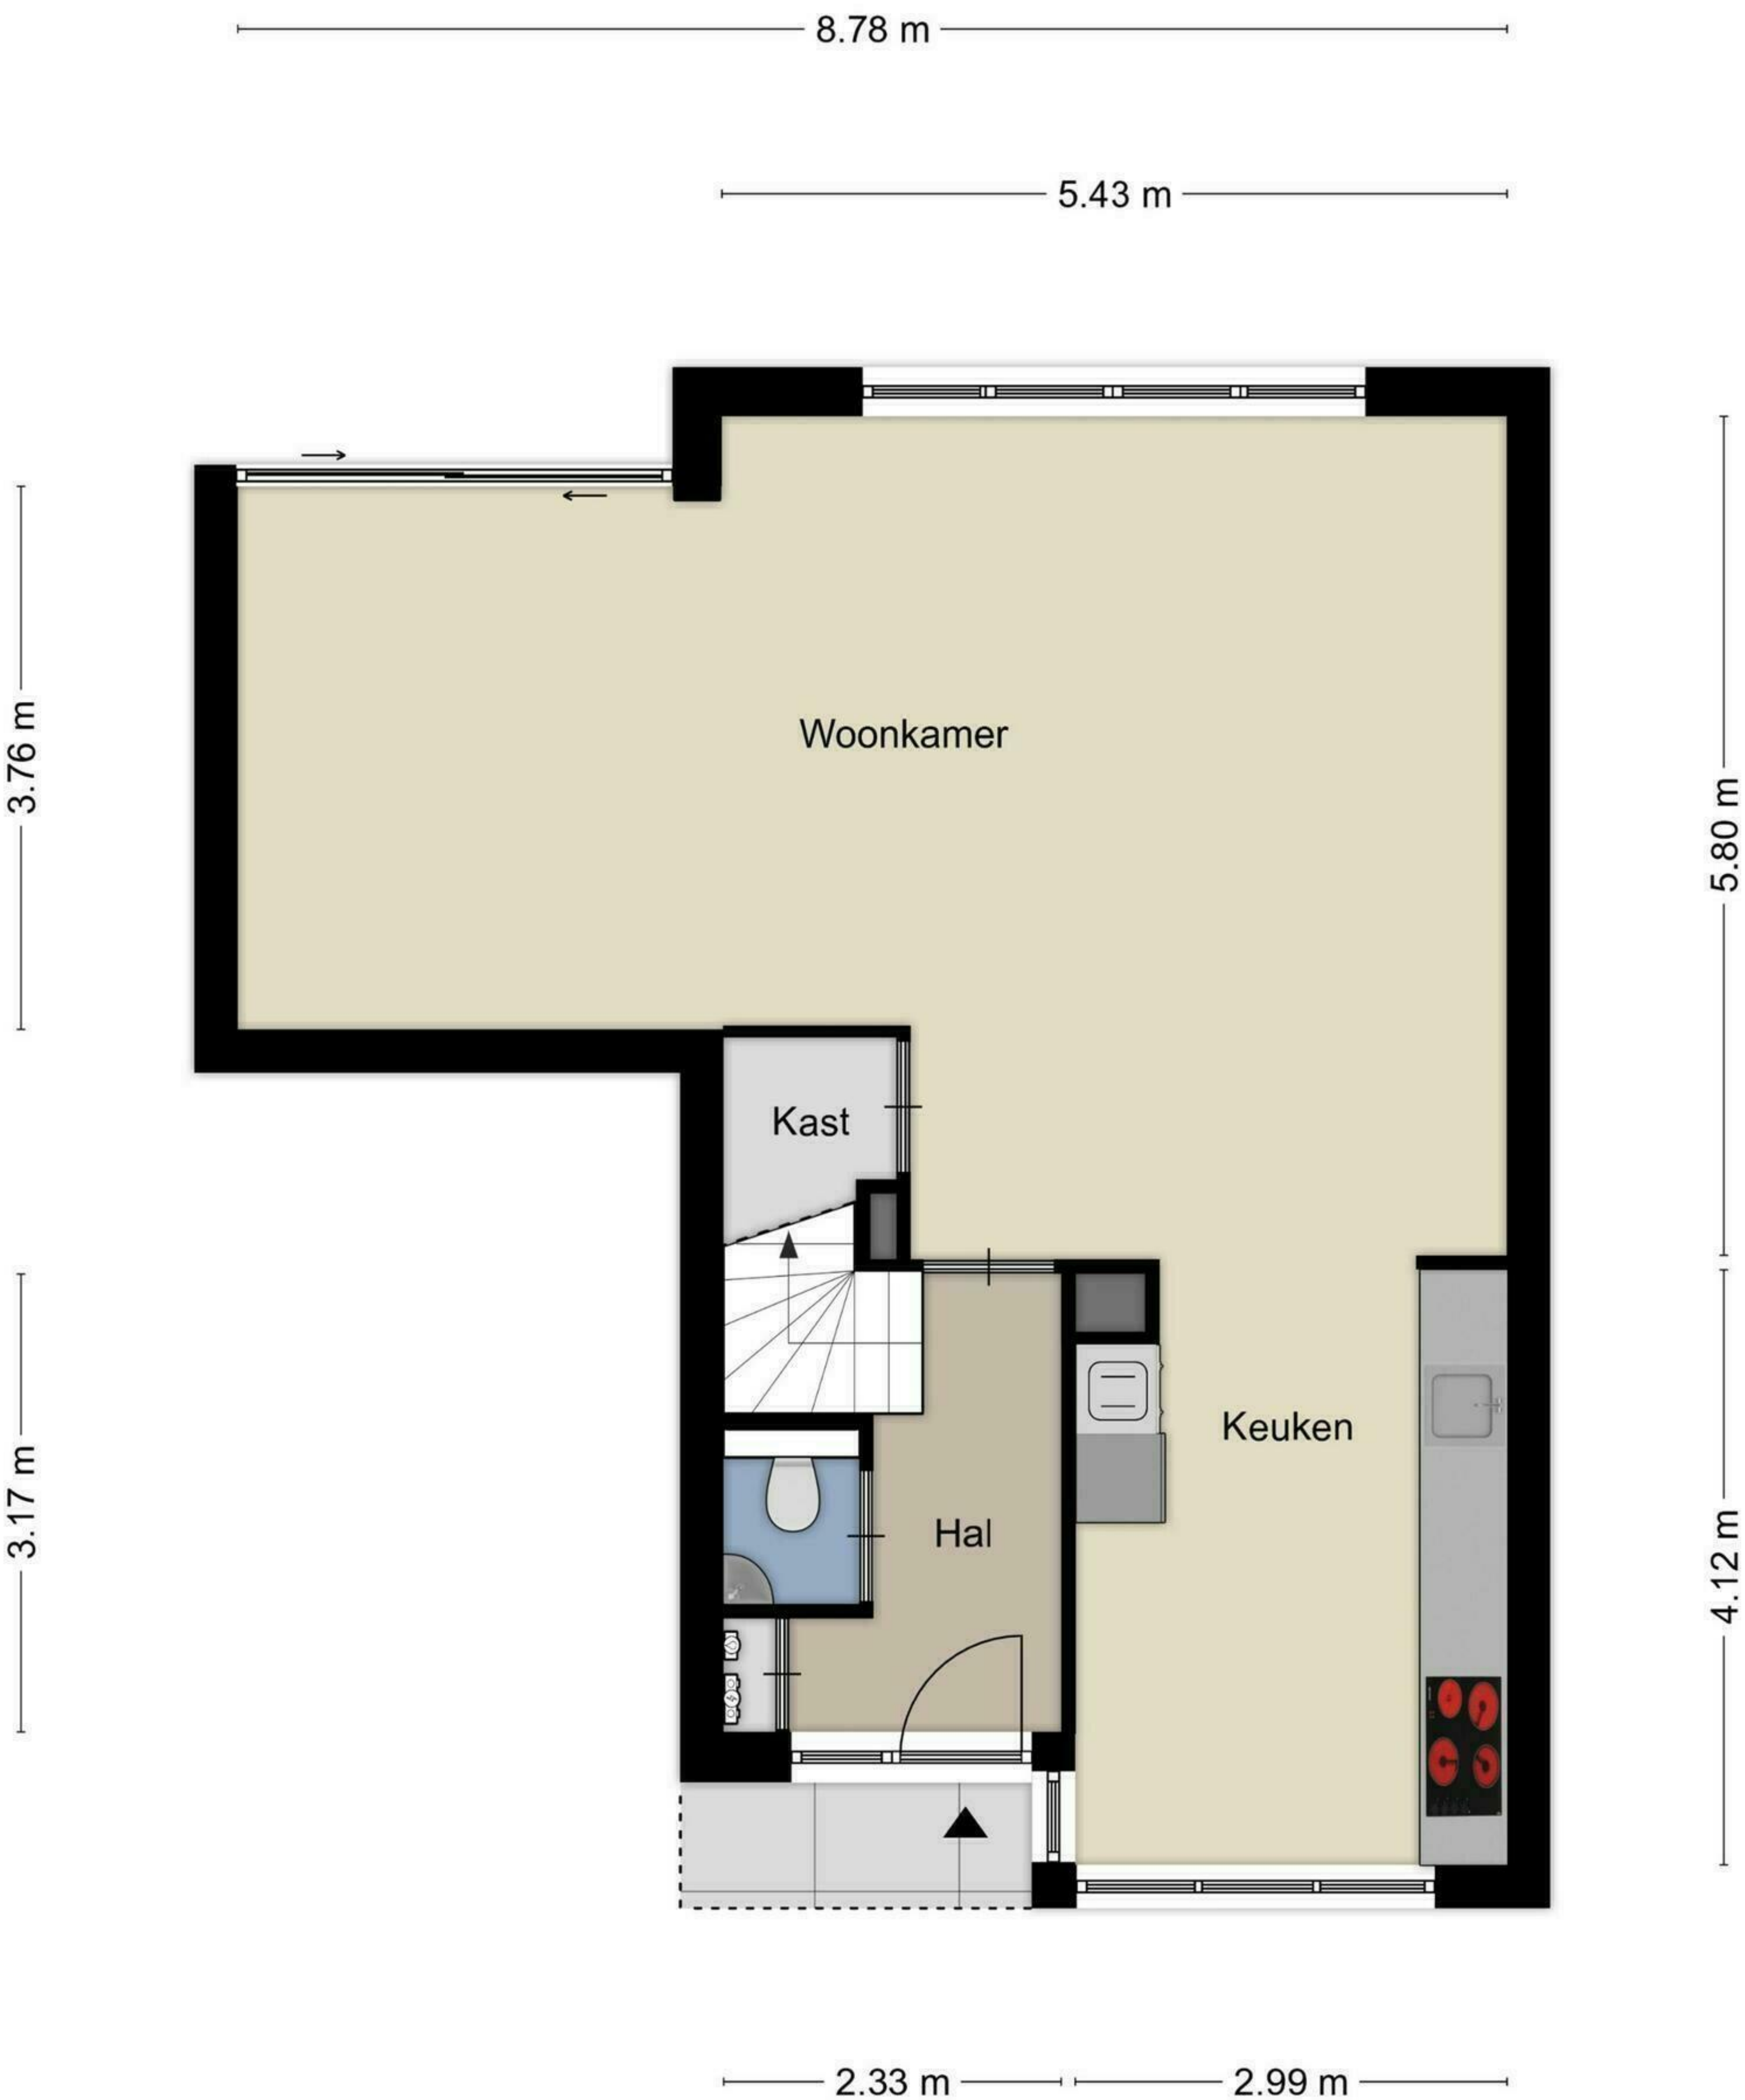 8.78 m
5.43 m
Woonkamer
3.76 m
5.80 m
Kast
Keuken
Hal
3.17 m
4.12 m
2.33 m
2.99 m